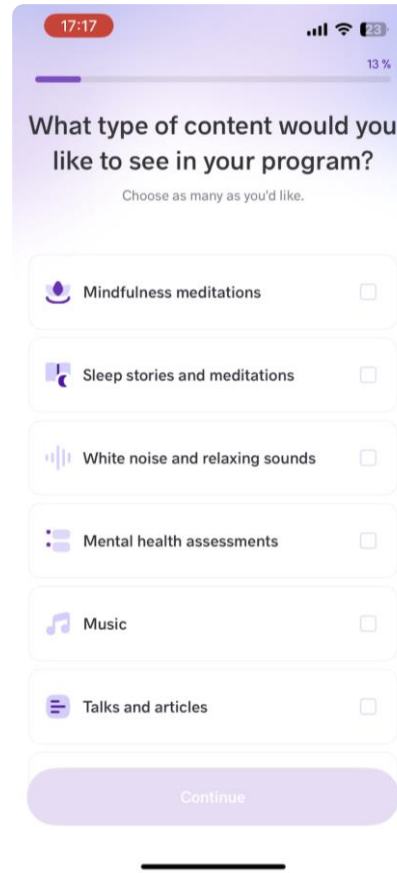 17:17
23
13 %
What type of content would you
like to see in your program?
Choose as many as you'd like.
Mindfulness meditations
Sleep stories and meditations
White noise and relaxing sounds
Mental health assessments
Music
Talks and articles
Continue